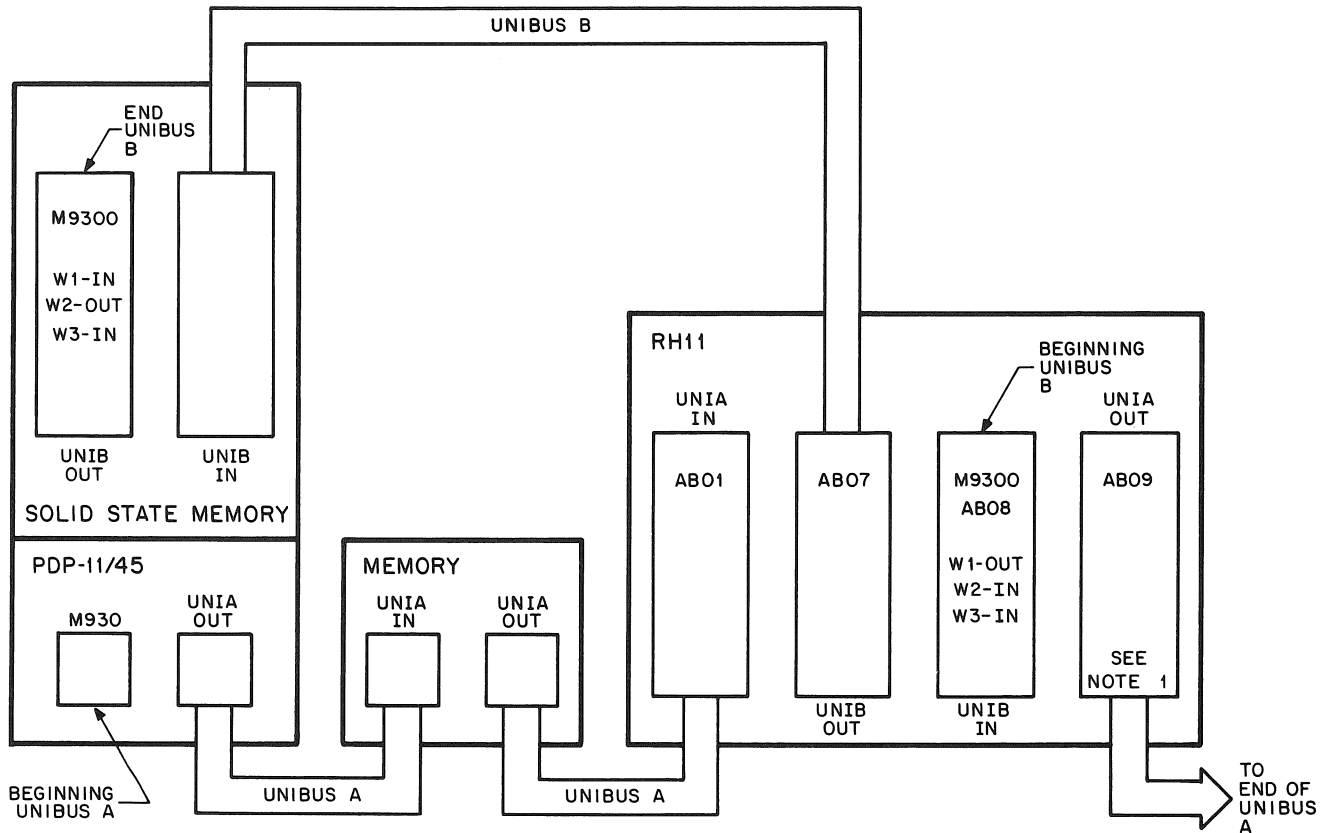 UNIBUS B
END
UNIBUS
B
M9300
W1-IN
W2-OUT
W3-IN
UNIB
OUT
UNIB
IN
SOLID STATE MEMORY
PDP-11/45
M930
UNIA
OUT
BEGINNING
UNIBUS A
UNIBUS A
MEMORY
UNIA
IN
UNIA
OUT
UNIBUS A
RH11
UNIA
IN
AB01
AB07
UNIB
OUT
BEGINNING
UNIBUS
B
M9300
AB08
W1-OUT
W2-IN
W3-IN
UNIB
IN
UNIA
OUT
AB09
SEE
NOTE 1
TO
END OF
UNIBUS
A